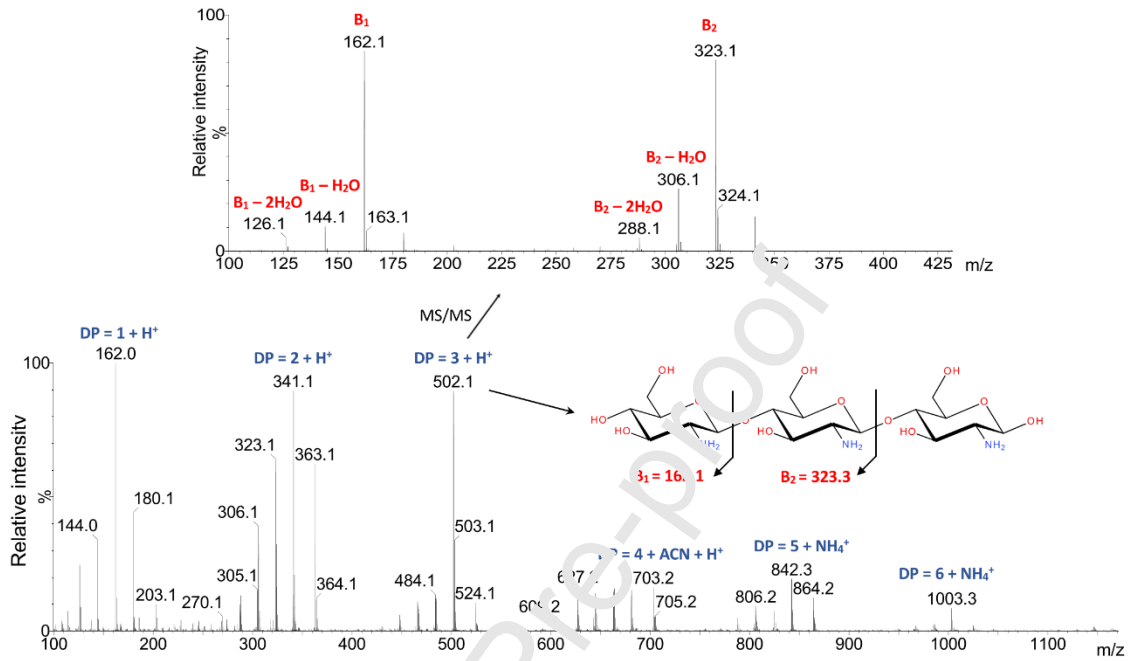 100
B₁
162.1
B₂
323.1
Relative intensity
%
B₂ – H₂O
306.1
B₁ – H₂O
144.1
B₁ – 2H₂O
126.1
163.1
B₂ – 2H₂O
288.1
324.1
0
100 125 150 175 200 225 250 275 300 325 350 375 400 425 m/z
MS/MS
DP = 1 + H⁺
162.0
DP = 2 + H⁺
341.1
DP = 3 + H⁺
502.1
100
Relative intensity
%
323.1
363.1
180.1
144.0
306.1
503.1
305.1
364.1
484.1
524.1
203.1
270.1
OH OH OH
O O O
HO O O OH
HO NH₂ HO NH₂ HO NH₂
B₂ = 323.3
DP = 4 + ACN + H⁺
703.2
705.2
DP = 5 + NH₄⁺
842.3
806.2
864.2
DP = 6 + NH₄⁺
1003.3
0
100 200 300 400 500 600 700 800 900 1000 1100 m/z
Pre-proof